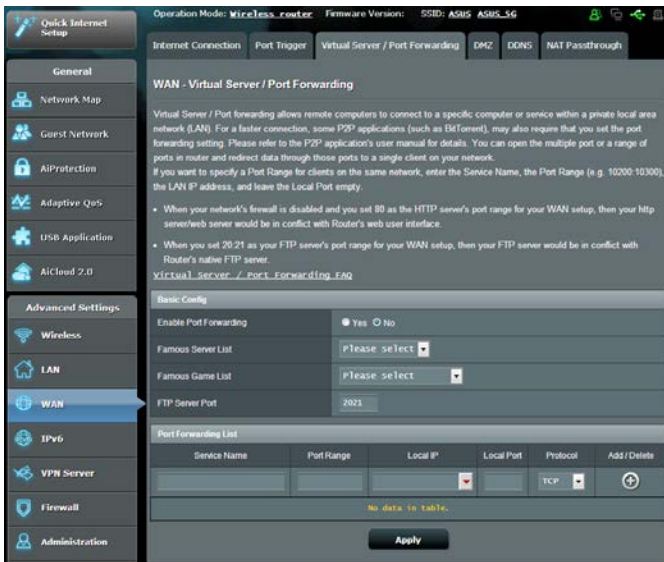 Quick Internet
Setup
Operation Mode: Wireless router Firmware Version: SSID: ASUS ASUS_5G
Internet Connection Port Trigger Virtual Server / Port Forwarding DMZ DDNS NAT Passthrough
General
Network Map
Guest Network
AiProtection
Adaptive QoS
USB Application
AiCloud 2.0
Advanced Settings
Wireless
LAN
WAN
IPv6
VPN Server
Firewall
Administration
WAN - Virtual Server / Port Forwarding
Virtual Server / Port forwarding allows remote computers to connect to a specific computer or service within a private local area
network (LAN). For a faster connection, some P2P applications (such as BitTorrent), may also require that you set the port
forwarding setting. Please refer to the P2P application's user manual for details. You can open the multiple port or a range of
ports in router and redirect data through those ports to a single client on your network.
If you want to specify a Port Range for clients on the same network, enter the Service Name, the Port Range (e.g. 10200:10300),
the LAN IP address, and leave the Local Port empty.
• When your network's firewall is disabled and you set 80 as the HTTP server's port range for your WAN setup, then your http
server/web server would be in conflict with Router's web user interface.
• When you set 20:21 as your FTP server's port range for your WAN setup, then your FTP server would be in conflict with
Router's native FTP server.
Virtual Server / Port Forwarding FAQ
Basic Config
Enable Port Forwarding Yes No
Famous Server List Please select
Famous Game List Please select
FTP Server Port 2021
Port Forwarding List
Service Name Port Range Local IP Local Port Protocol Add / Delete
TCP
No data in table.
Apply